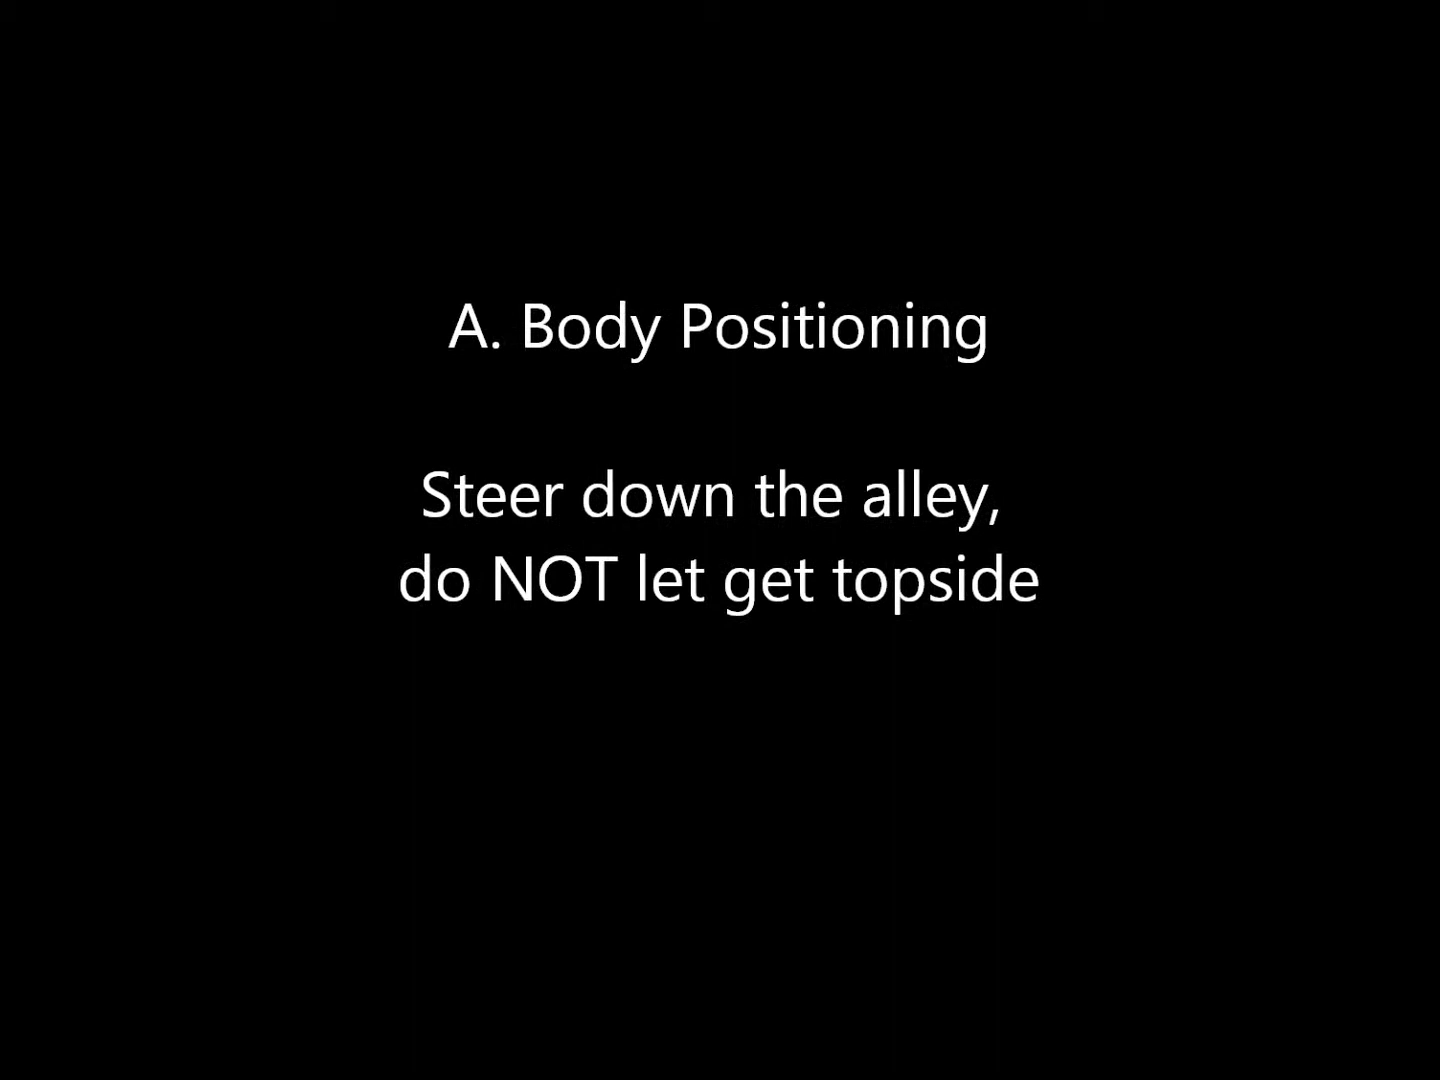 A. Body Positioning
Steer down the alley,
do NOT let get topside